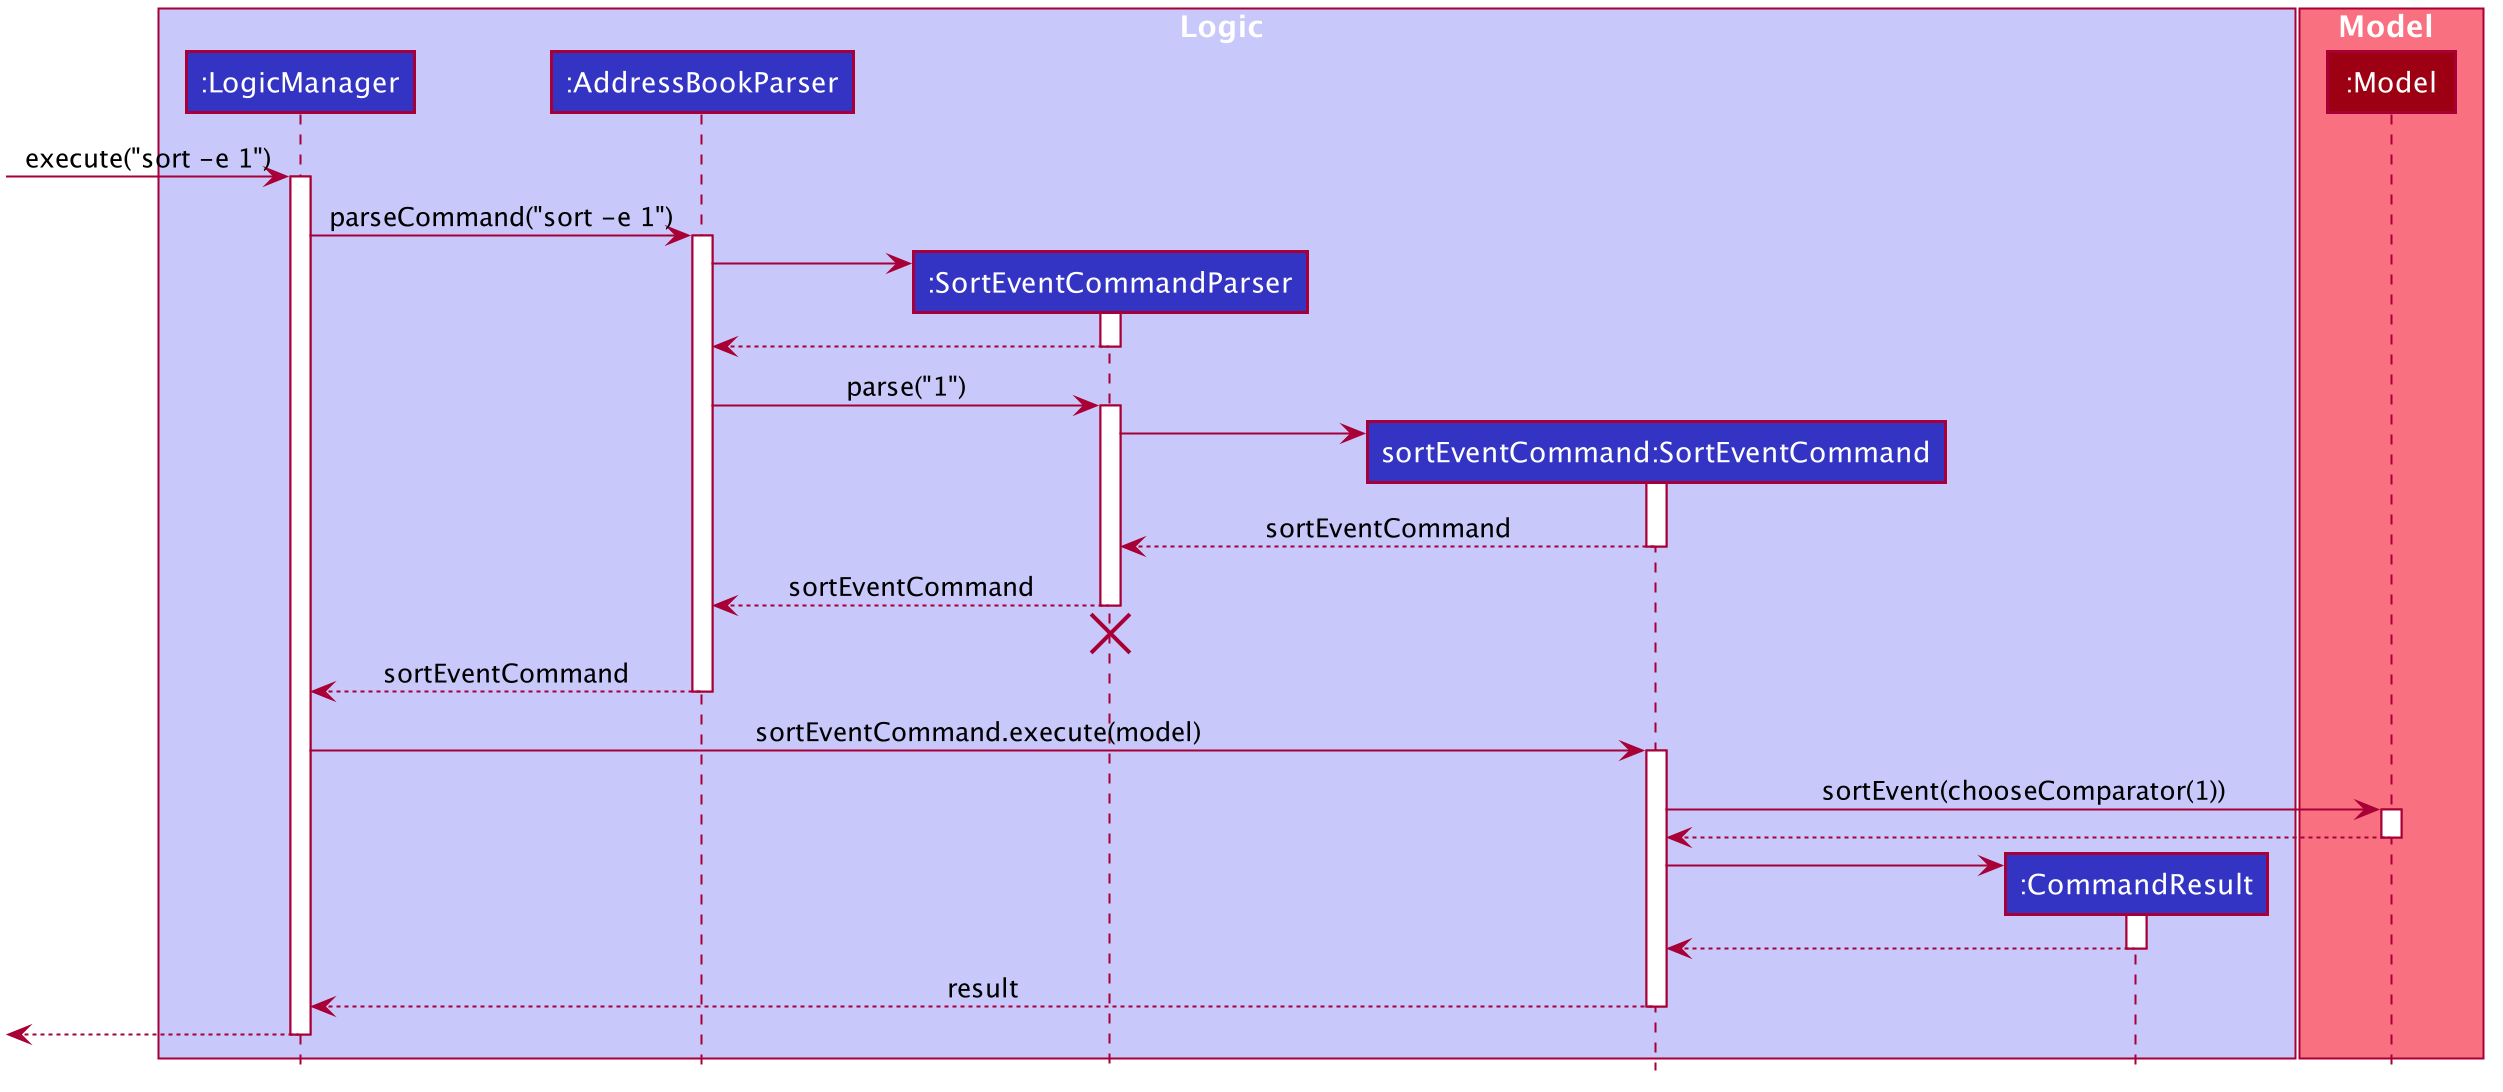 Logic
Model
:LogicManager
:AddressBookParser
:Model
execute("sort -e 1")
parseCommand("sort -e 1")
:SortEventCommandParser
parse("1")
sortEventCommand:SortEventCommand
sortEventCommand
sortEventCommand
sortEventCommand
sortEventCommand.execute(model)
sortEvent(chooseComparator(1))
:CommandResult
result